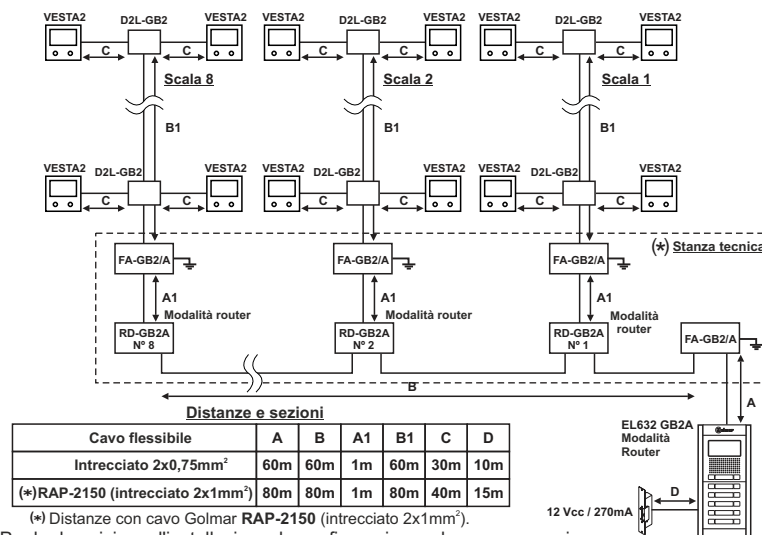 VESTA2 D2L-GB2 VESTA2 VESTA2 D2L-GB2 VESTA2 VESTA2 D2L-GB2 VESTA2
C C C C C C
Scala 8 Scala 2 Scala 1
B1 B1 B1
VESTA2 D2L-GB2 VESTA2 VESTA2 D2L-GB2 VESTA2 VESTA2 D2L-GB2 VESTA2
C C C C C C
(*) Stanza tecnica
FA-GB2/A FA-GB2/A FA-GB2/A
A1 A1 A1
Modalità router Modalità router Modalità
router
RD-GB2A RD-GB2A RD-GB2A FA-GB2/A
Nº 8 Nº 2 Nº 1
B
A
Distanze e sezioni
Cavo flessibile A B A1 B1 C D
Intrecciato 2x0,75mm² 60m 60m 1m 60m 30m 10m
(*)RAP-2150 (intrecciato 2x1mm²) 80m 80m 1m 80m 40m 15m
(*) Distanze con cavo Golmar RAP-2150 (intrecciato 2x1mm²).
EL632 GB2A
Modalità
Router
D
12 Vcc / 270mA